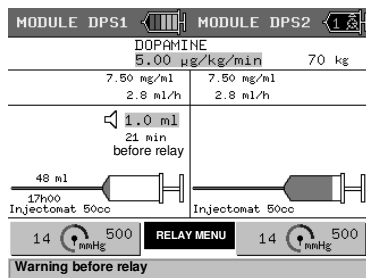 MODULE DPS1 MODULE DPS2 1
DOPAMINE
5.00 µg/kg/min 70 kg
7.50 mg/ml 7.50 mg/ml
2.8 ml/h 2.8 ml/h
1.0 ml
21 min
before relay
48 ml
17h00
Injectomat 50cc Injectomat 50cc
14 mmHg 500 RELAY MENU 14 mmHg 500
Warning before relay